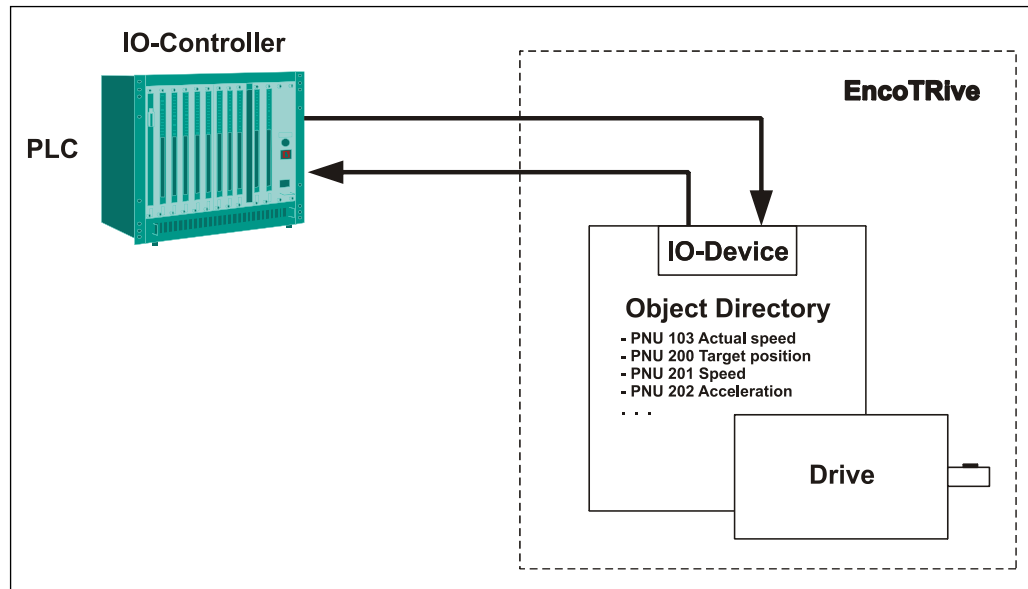 IO-Controller
PLC
EncoTRive
IO-Device
Object Directory
- PNU 103 Actual speed
- PNU 200 Target position
- PNU 201 Speed
- PNU 202 Acceleration
. . .
Drive